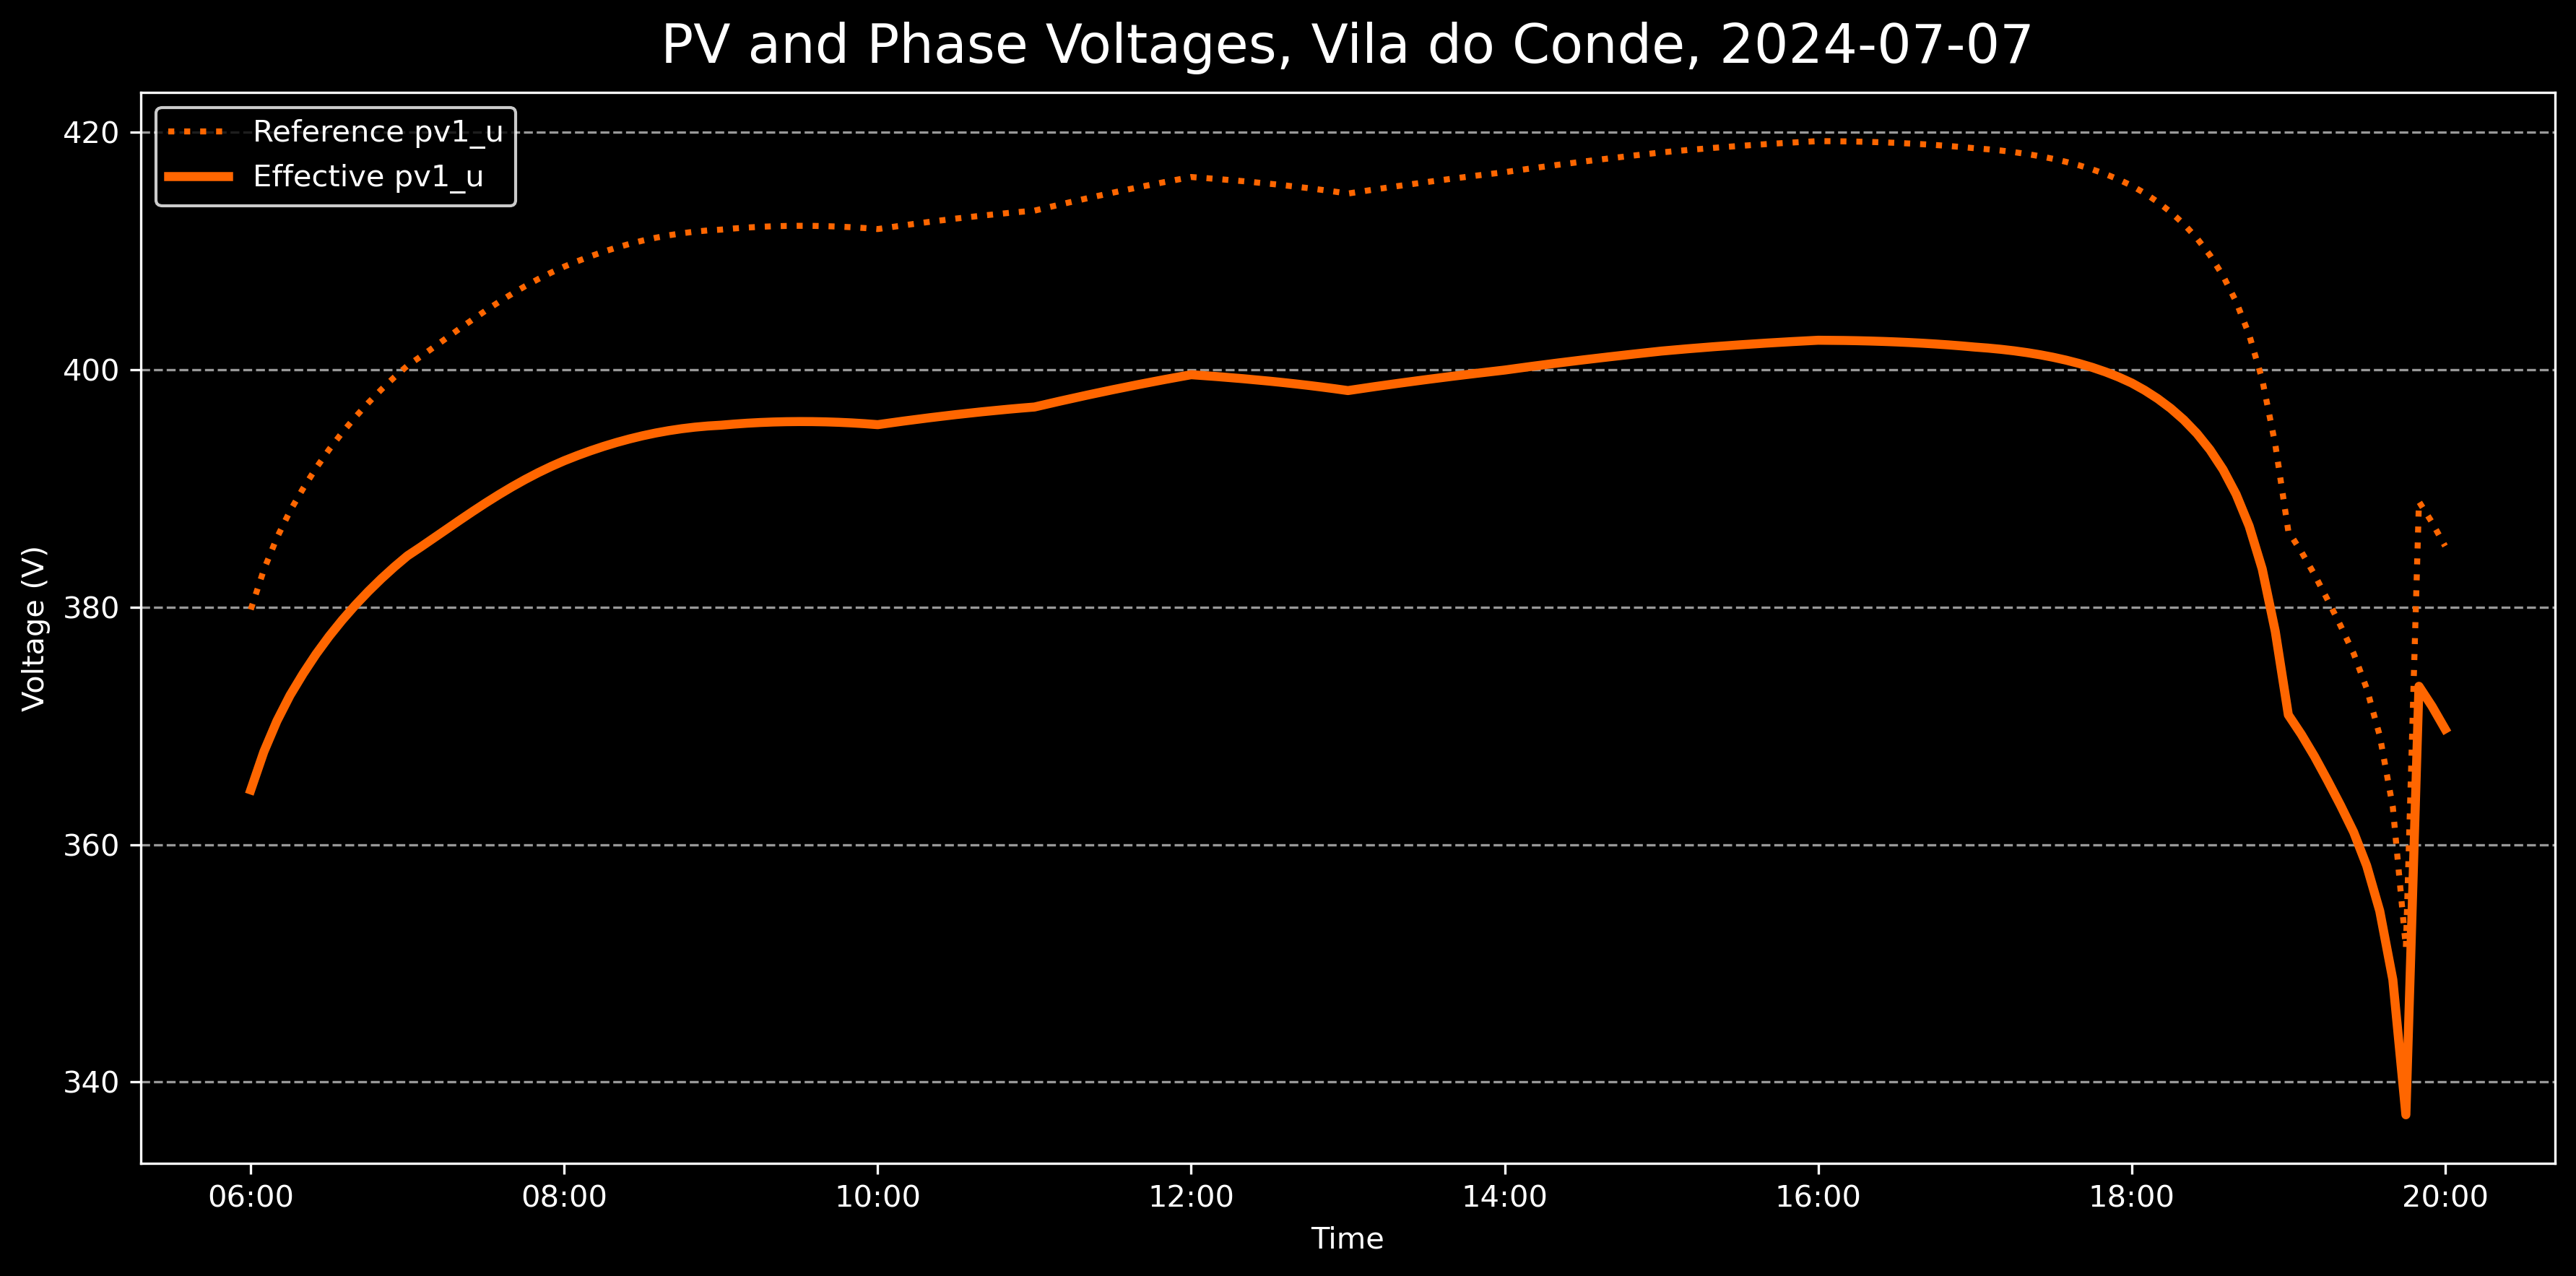 PV and Phase Voltages, Vila do Conde, 2024-07-07
Reference pv1_u
Effective pv1_u
420
400
380
360
340
Voltage (V)
06:00 08:00 10:00 12:00 14:00 16:00 18:00 20:00
Time